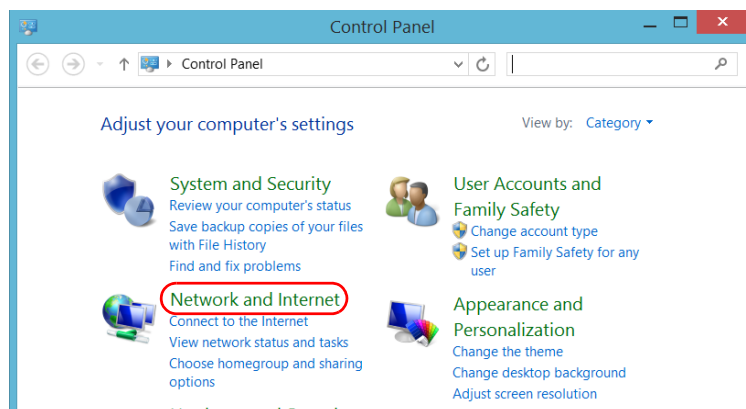 Control Panel
Control Panel
Adjust your computer's settings
View by: Category
System and Security
Review your computer's status
Save backup copies of your files
with File History
Find and fix problems
Network and Internet
Connect to the Internet
View network status and tasks
Choose homegroup and sharing
options
User Accounts and
Family Safety
Change account type
Set up Family Safety for any
user
Appearance and
Personalization
Change the theme
Change desktop background
Adjust screen resolution